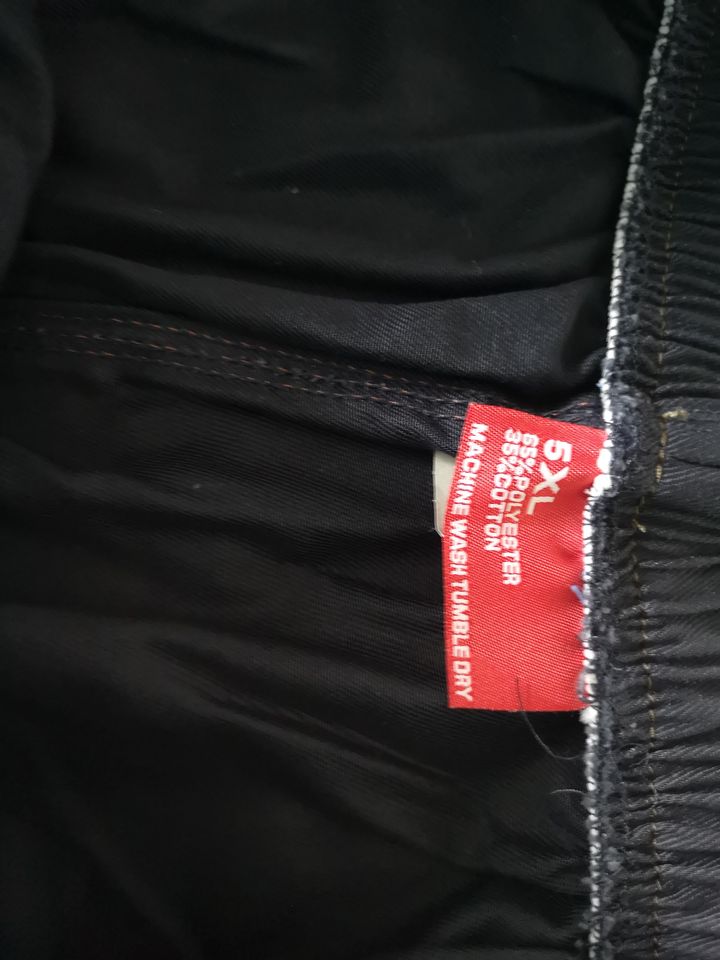 5XL
65%POLYESTER
35%COTTON
MACHINE WASH TUMBLE DRY